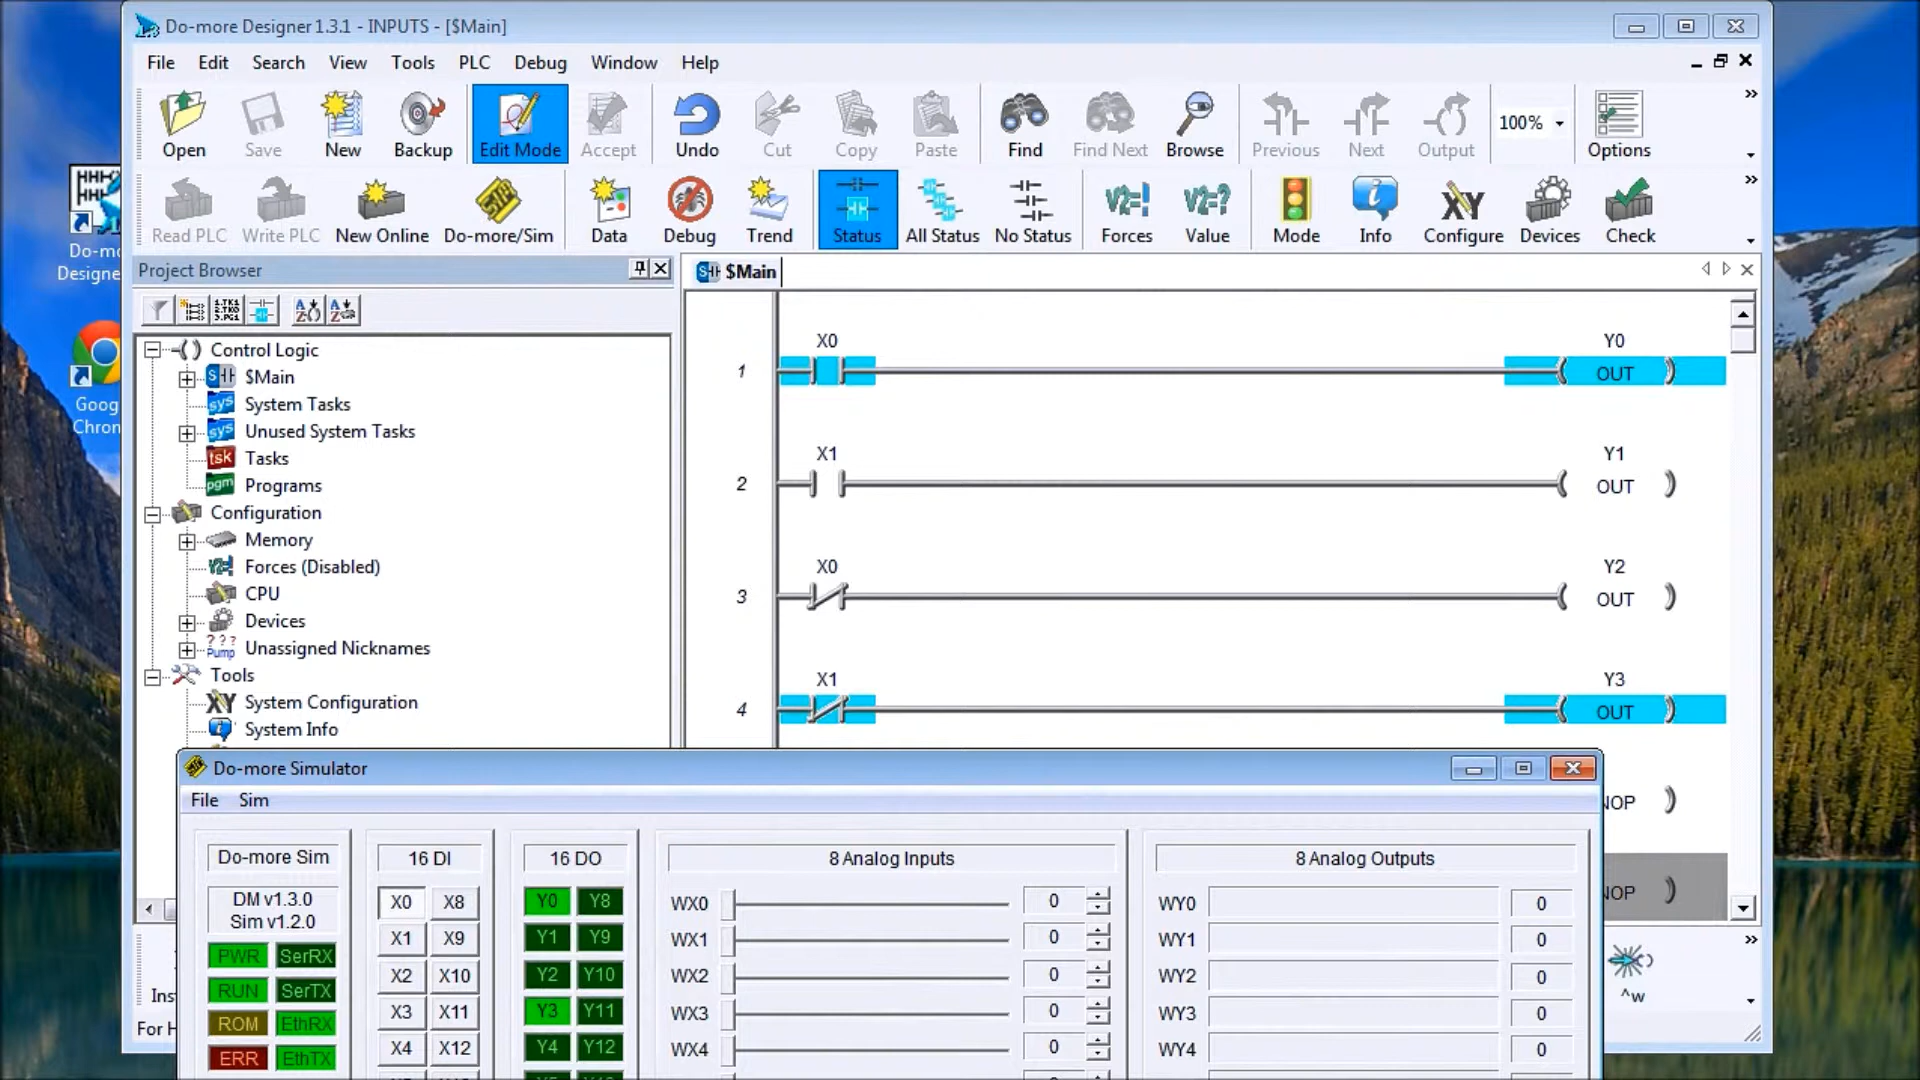 Do-more Designer 1.3.1 - INPUTS - [$Main]
File Edit Search View Tools PLC Debug Window Help
Open Save New Backup Edit Mode Accept Undo Cut Copy Paste Find Find Next Browse Previous Next Output 100% Options
Read PLC Write PLC New Online Do-more/Sim Data Debug Trend Status All Status No Status Forces Value Mode Info Configure Devices Check
Project Browser
$Main
Control Logic
$Main
System Tasks
Unused System Tasks
Tasks
Programs
Configuration
Memory
Forces (Disabled)
CPU
Devices
Unassigned Nicknames
Tools
System Configuration
System Info
X0 Y0
1 OUT
X1 Y1
2 OUT
X0 Y2
3 OUT
X1 Y3
4 OUT
NOP
NOP
^w
For H
Do-more Simulator
File Sim
Do-more Sim 16 DI 16 DO 8 Analog Inputs 8 Analog Outputs
DM v1.3.0
Sim v1.2.0
PWR SerRX
RUN SerTX
ROM EthRX
ERR EthTX
X0 X8
X1 X9
X2 X10
X3 X11
X4 X12
Y0 Y8
Y1 Y9
Y2 Y10
Y3 Y11
Y4 Y12
WX0 0
WX1 0
WX2 0
WX3 0
WX4 0
WY0 0
WY1 0
WY2 0
WY3 0
WY4 0
Do-mo
Designe
Goog
Chron